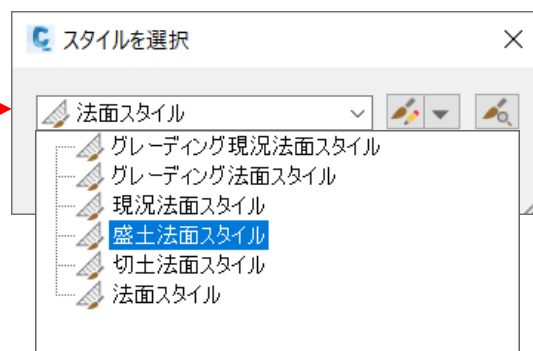 スタイルを選択
法面スタイル
グレーディング現況法面スタイル
グレーディング法面スタイル
現況法面スタイル
盛土法面スタイル
切土法面スタイル
法面スタイル